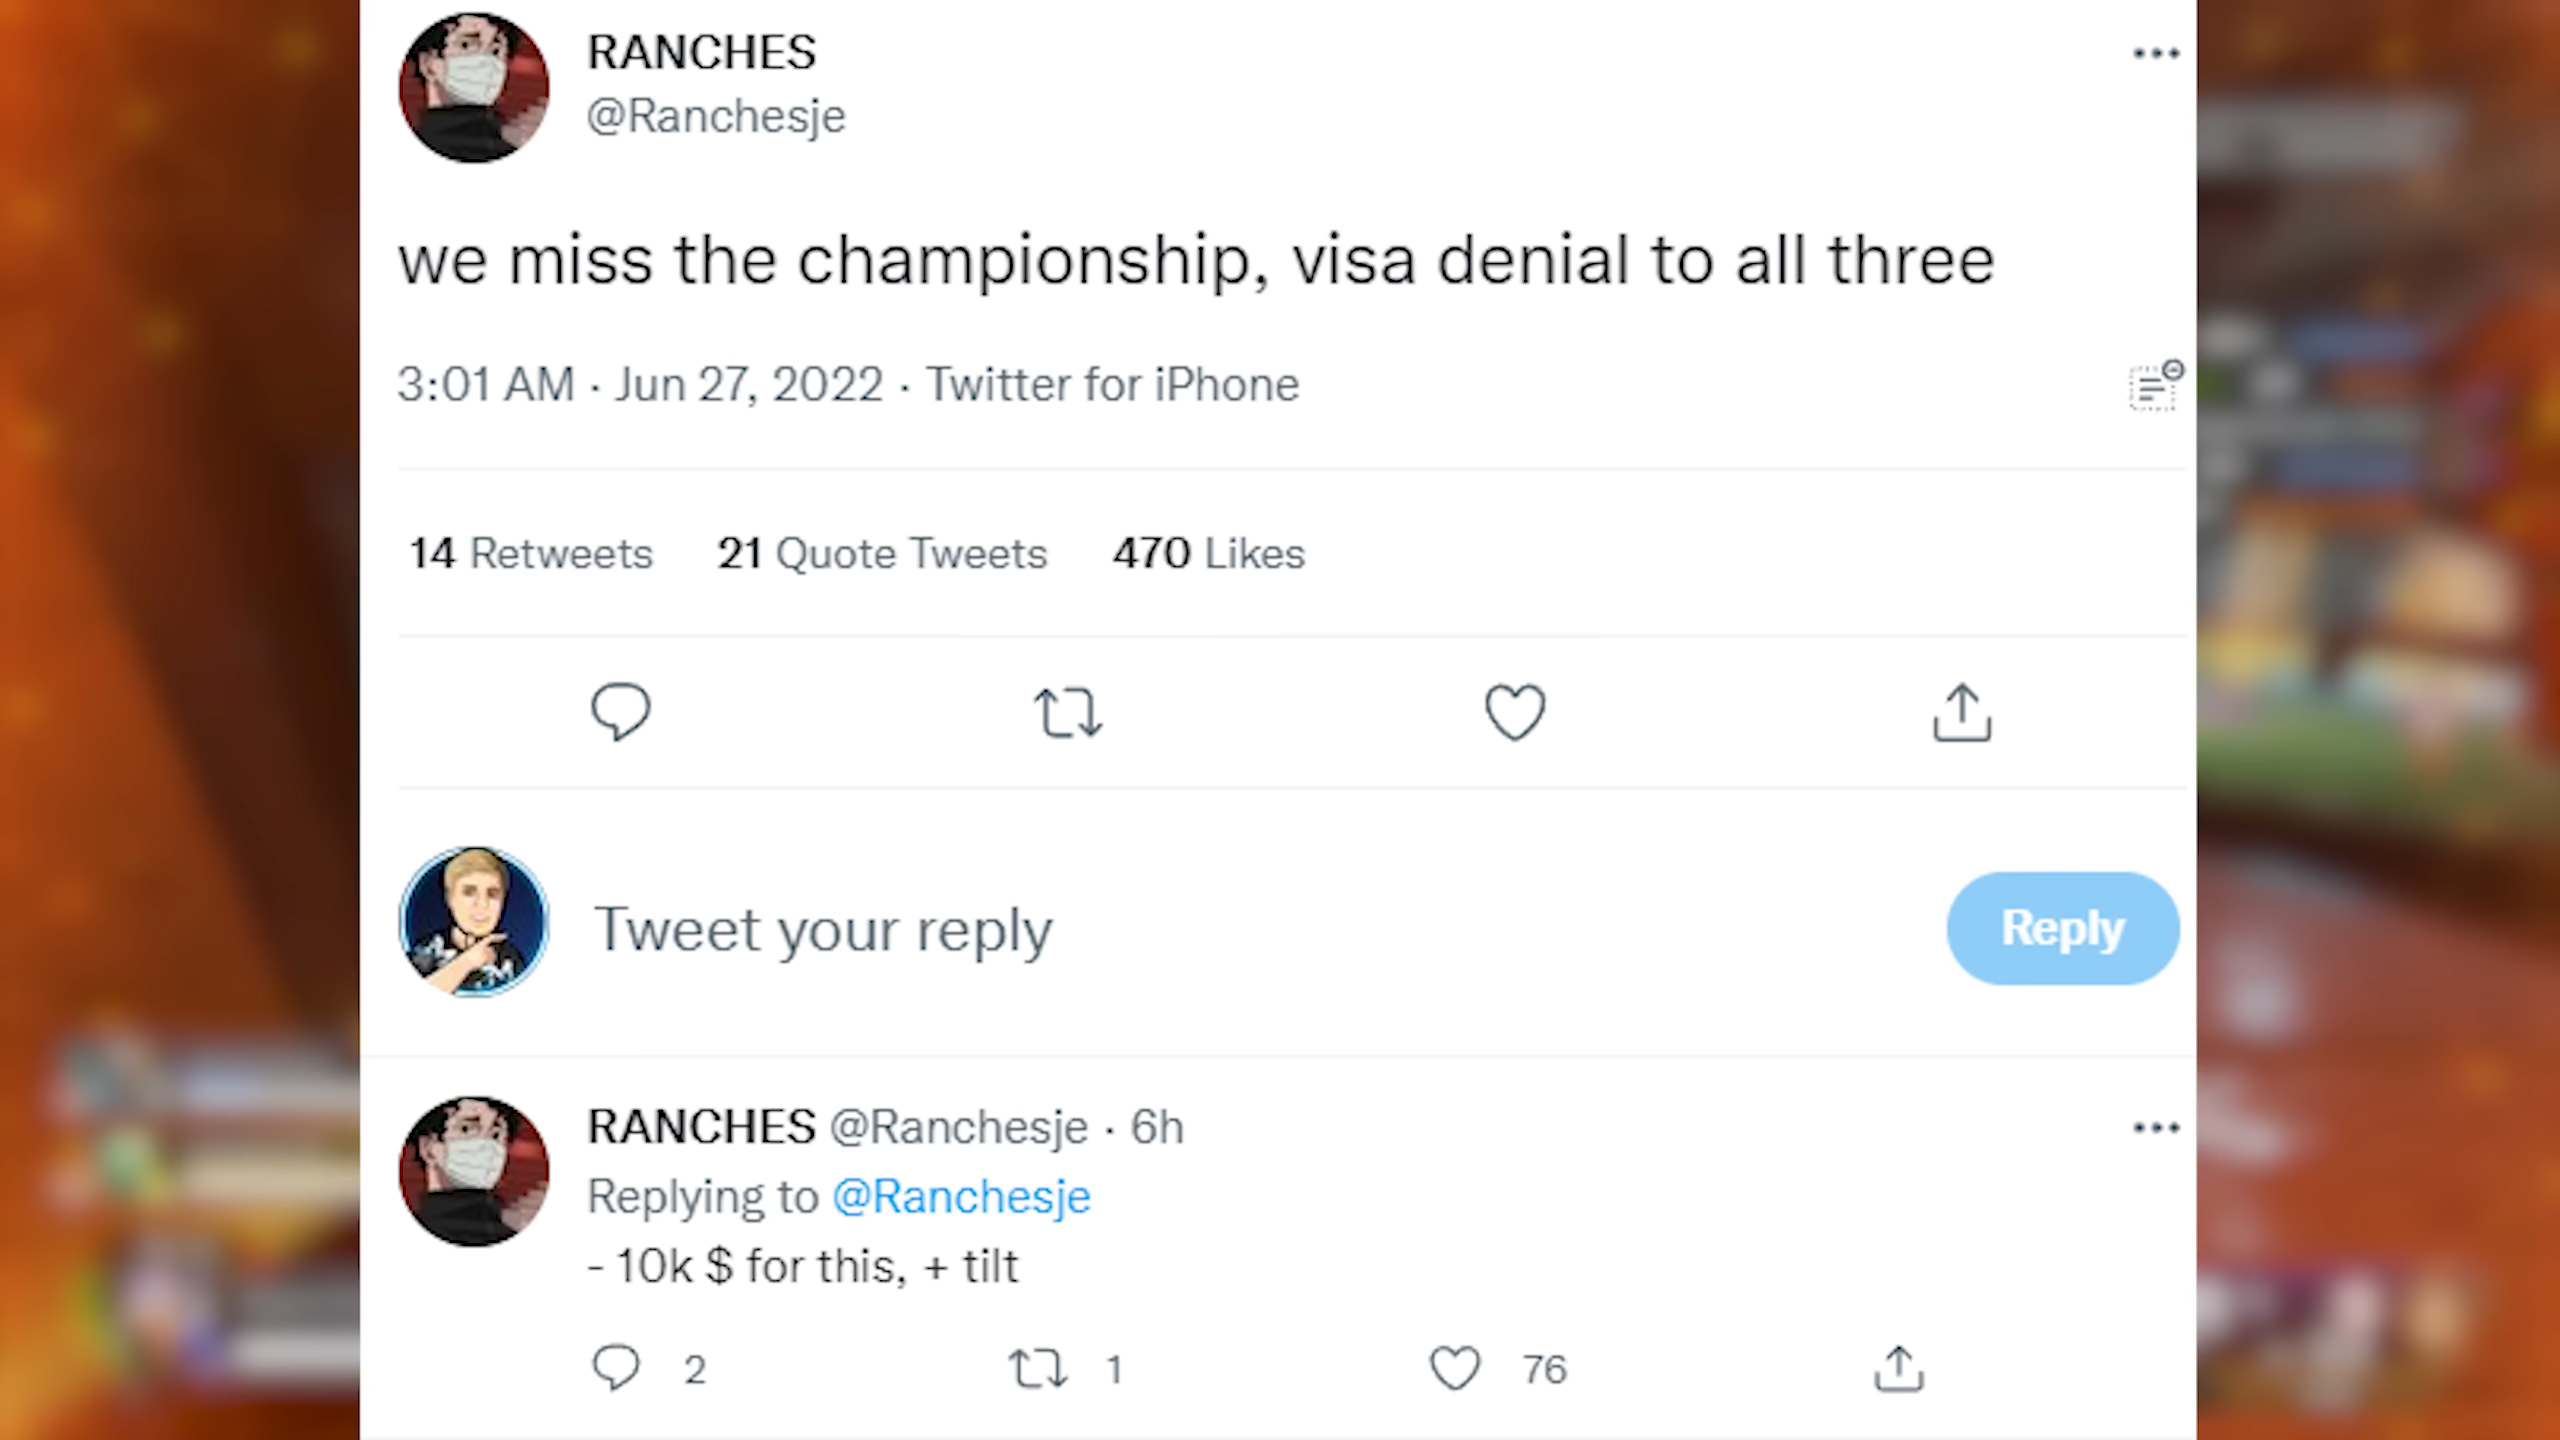 RANCHES
@Ranchesje
we miss the championship, visa denial to all three
3:01 AM · Jun 27, 2022 · Twitter for iPhone
14 Retweets 21 Quote Tweets 470 Likes
Tweet your reply
Reply
RANCHES @Ranchesje · 6h
Replying to @Ranchesje
- 10k $ for this, + tilt
2 1 76